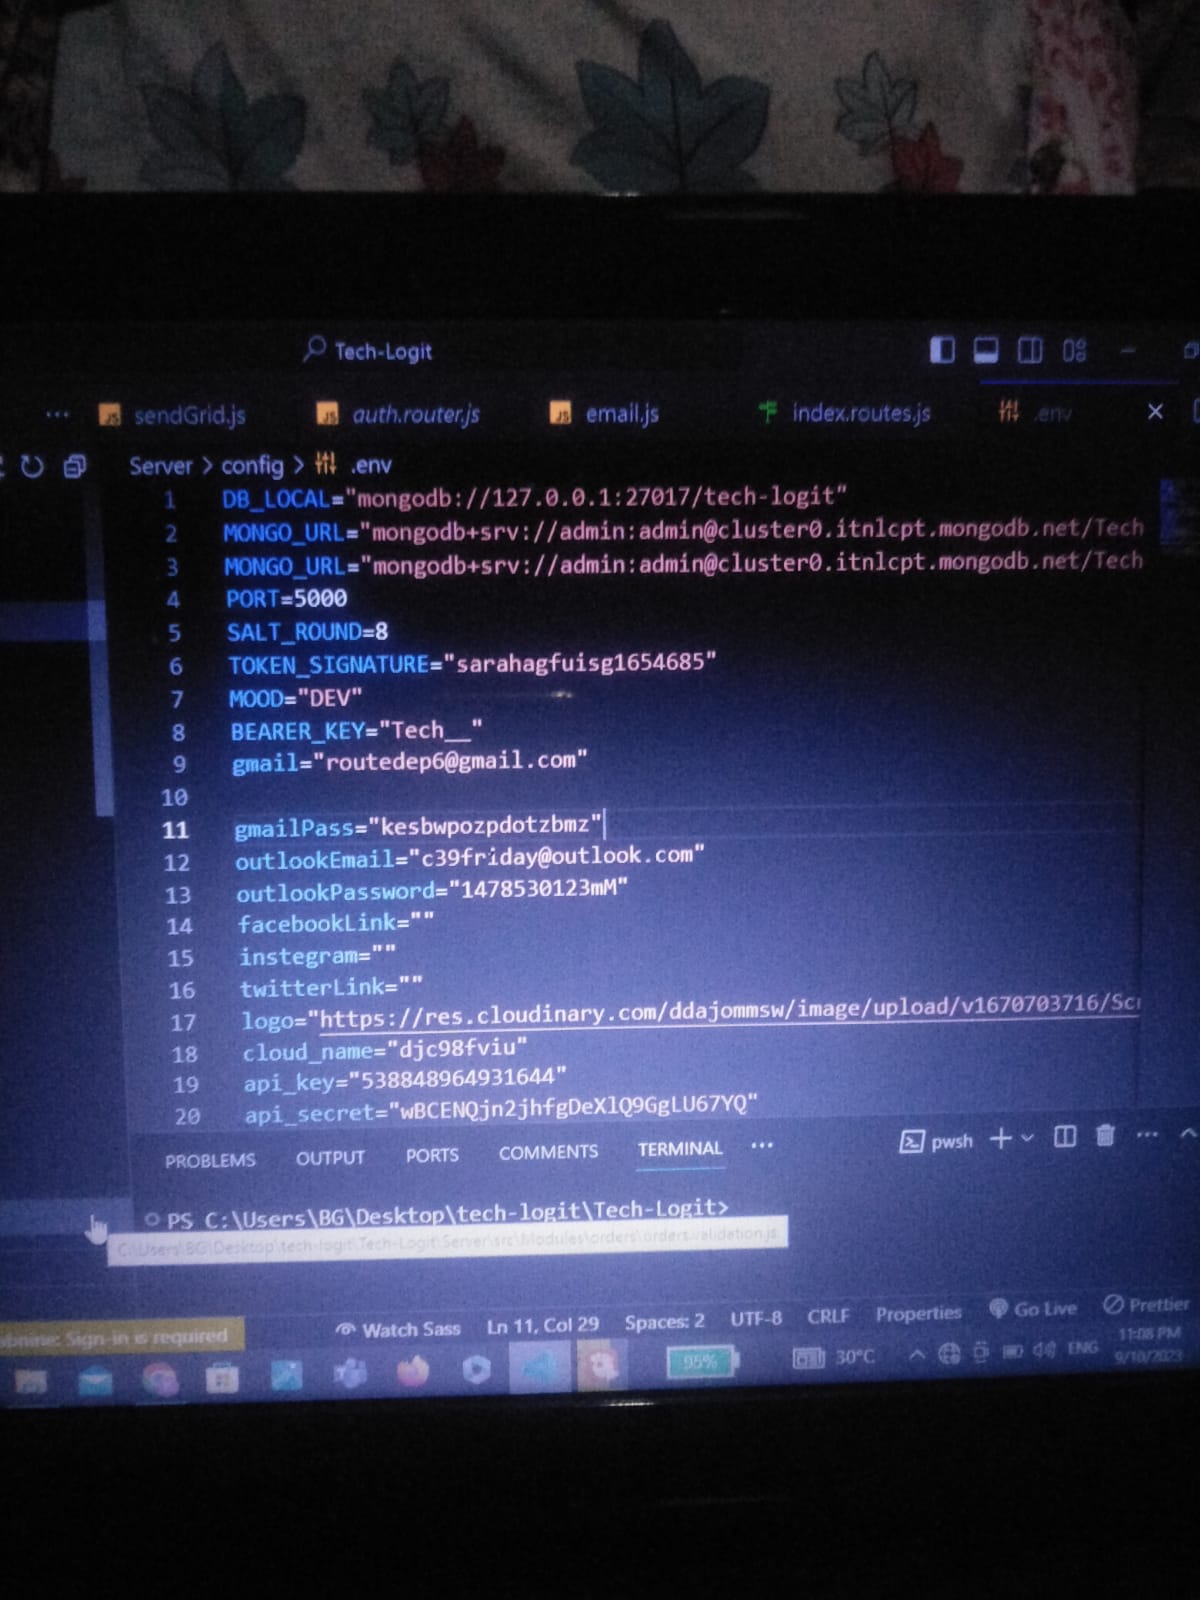 Tech-Logit
sendGrid.js auth.router.js email.js index.routes.js .env
Server > config > .env
1 DB_LOCAL="mongodb://127.0.0.1:27017/tech-logit"
2 MONGO_URL="mongodb+srv://admin:admin@cluster0.itnlcpt.mongodb.net/Tech
3 MONGO_URL="mongodb+srv://admin:admin@cluster0.itnlcpt.mongodb.net/Tech
4 PORT=5000
5 SALT_ROUND=8
6 TOKEN_SIGNATURE="sarahagfuisg1654685"
7 MOOD="DEV"
8 BEARER_KEY="Tech__"
9 gmail="routedep6@gmail.com"
10
11 gmailPass="kesbwpozpdotzbmz"
12 outlookEmail="c39friday@outlook.com"
13 outlookPassword="1478530123mM"
14 facebookLink=""
15 instegram=""
16 twitterLink=""
17 logo="https://res.cloudinary.com/ddajommsw/image/upload/v1670703716/Scr
18 cloud_name="djc98fviu"
19 api_key="538848964931644"
20 api_secret="wBCENQjn2jhfgDeXlQ9GgLU67YQ"
PROBLEMS OUTPUT PORTS COMMENTS TERMINAL ... pwsh
PS C:\Users\BG\Desktop\tech-logit\Tech-Logit>
C:\Users\BG\Desktop\tech-logit\Tech-Logit\Server\src\Modules\orders\orders.validation.js
Sign-in is required Watch Sass Ln 11, Col 29 Spaces: 2 UTF-8 CRLF Properties Go Live Prettier
95% 30°C ENG 11:08 PM
9/10/2023